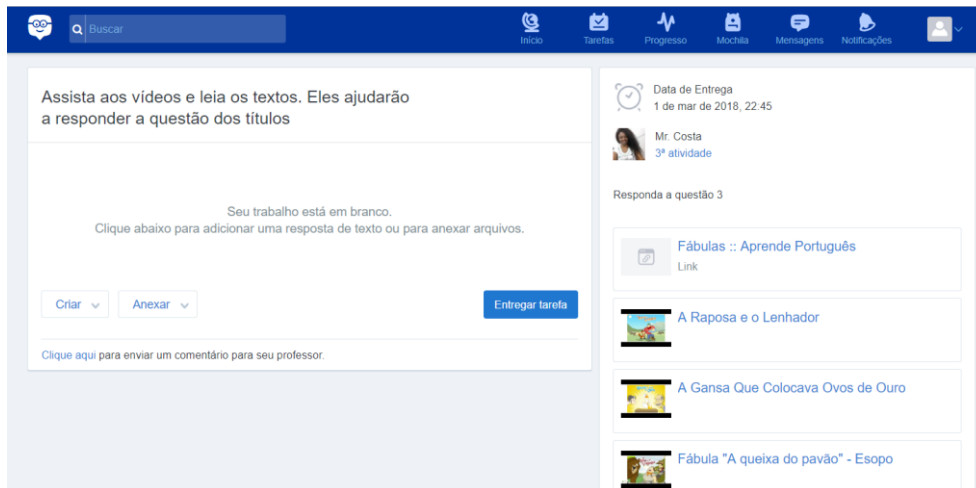 Buscar
Início
Tarefas
Progresso
Mochila
Mensagens
Notificações
Assista aos vídeos e leia os textos. Eles ajudarão
a responder a questão dos títulos
Seu trabalho está em branco.
Clique abaixo para adicionar uma resposta de texto ou para anexar arquivos.
Criar
Anexar
Entregar tarefa
Clique aqui para enviar um comentário para seu professor.
Data de Entrega
1 de mar de 2018, 22:45
Mr. Costa
3ª atividade
Responda a questão 3
Fábulas :: Aprende Português
Link
A Raposa e o Lenhador
A Gansa Que Colocava Ovos de Ouro
Fábula "A queixa do pavão" - Esopo